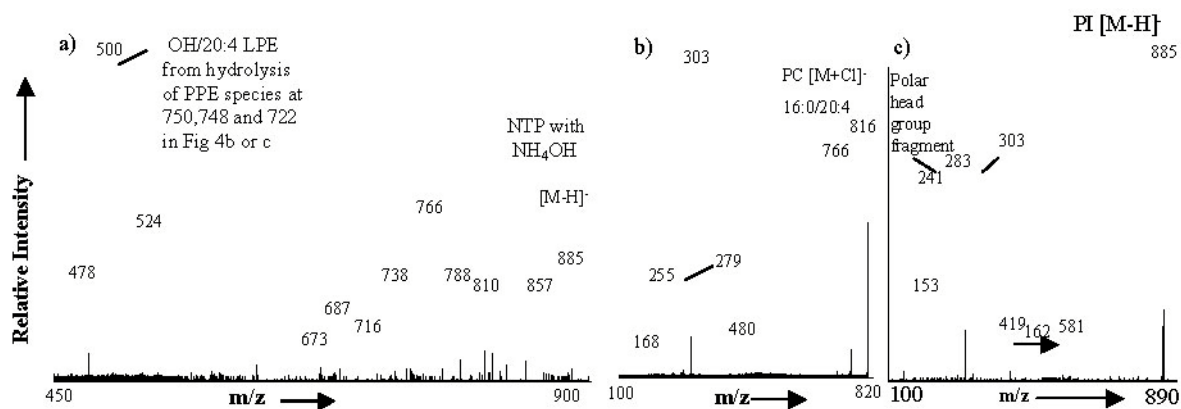 a)
500
OH/20:4 LPE
from hydrolysis
of PPE species at
750,748 and 722
in Fig 4b or c
NTP with
NH4OH
[M-H]-
524
478
766
738
788
810
857
885
687
673
716
Relative Intensity
450
m/z
900
b)
303
PC [M+Cl]-
16:0/20:4
816
766
255
279
168
480
100
m/z
820
PI [M-H]-
c)
885
Polar
head
group
fragment
241
283
303
153
419
162
581
100
m/z
890